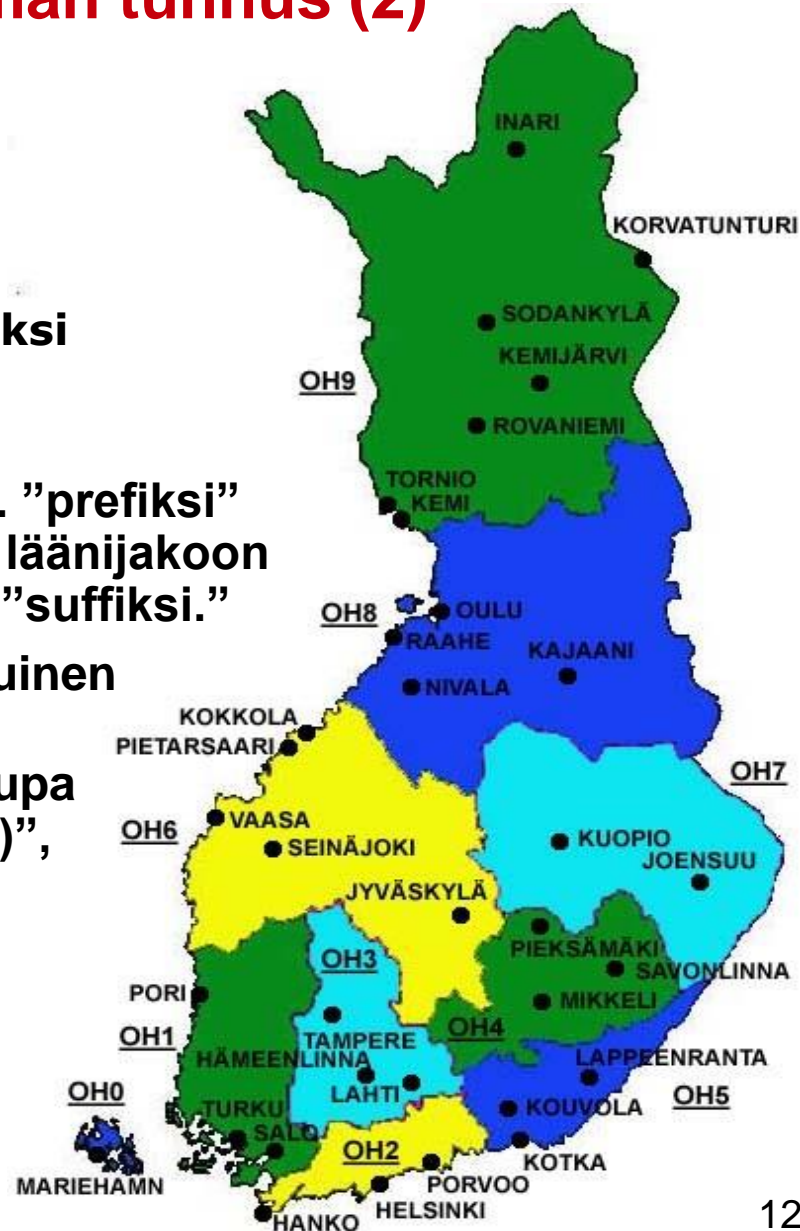 man tunnus (2)
ksi
. ”prefiksi”
läänijakoon
”suffiksi.”
uinen
upa
)”,
INARI
KORVATUNTURI
SODANKYLÄ
KEMIJÄRVI
OH9
ROVANIEMI
TORNIO
KEMI
OH8
OULU
RAAHE
KAJAANI
NIVALA
KOKKOLA
PIETARSAARI
OH7
OH6
VAASA
KUOPIO
SEINÄJOKI
JOENSUU
JYVÄSKYLÄ
OH3
PIEKSÄMÄKI
SAVONLINNA
PORI
MIKKELI
OH1
TAMPERE
OH4
HÄMEENLINNA
LAPPEENRANTA
LAHTI
OH0
OH5
TURKU
KOUVOLA
SALO
OH2
KOTKA
MARIEHAMN
PORVOO
HELSINKI
HANKO
12